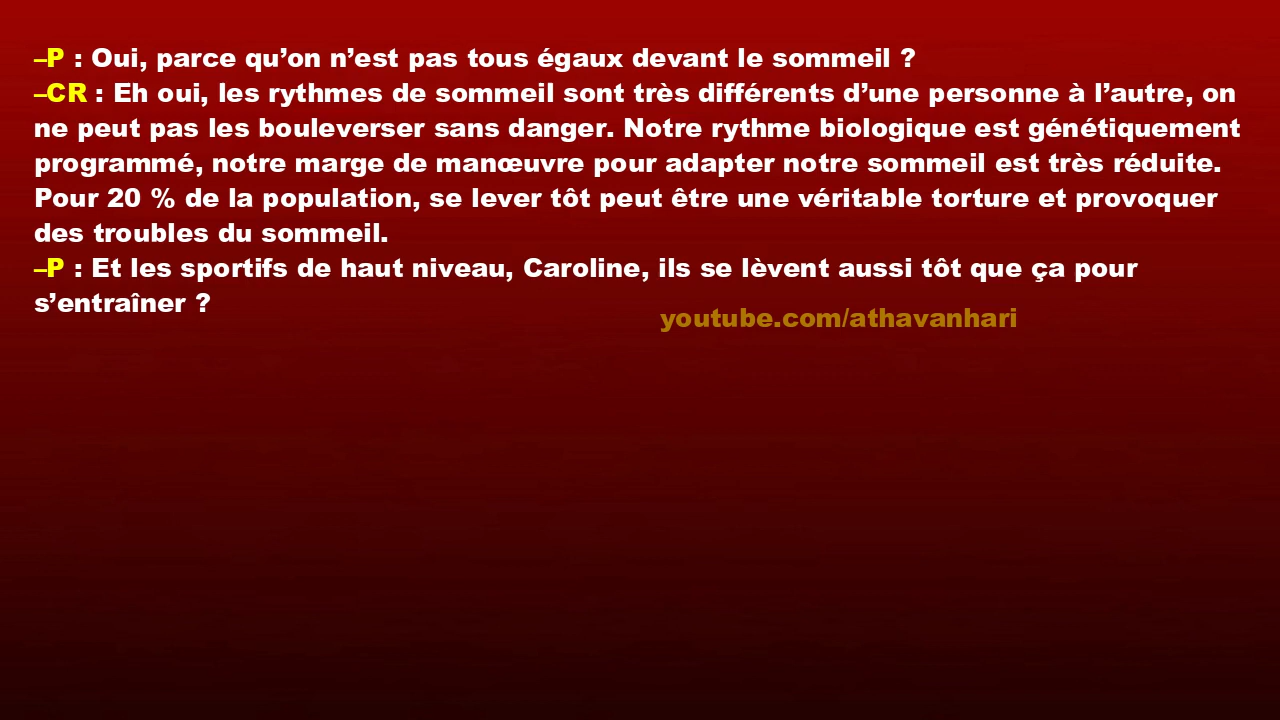 –P : Oui, parce qu’on n’est pas tous égaux devant le sommeil ?
–CR : Eh oui, les rythmes de sommeil sont très différents d’une personne à l’autre, on
ne peut pas les bouleverser sans danger. Notre rythme biologique est génétiquement
programmé, notre marge de manœuvre pour adapter notre sommeil est très réduite.
Pour 20 % de la population, se lever tôt peut être une véritable torture et provoquer
des troubles du sommeil.
–P : Et les sportifs de haut niveau, Caroline, ils se lèvent aussi tôt que ça pour
s’entraîner ?
youtube.com/athavanhari